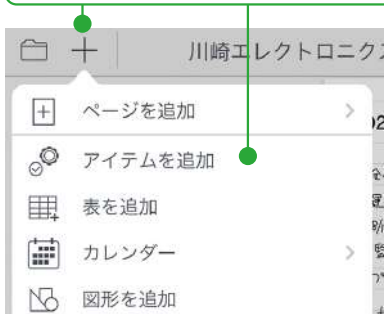 川崎エレクトロニクス
ページを追加
アイテムを追加
表を追加
カレンダー
図形を追加